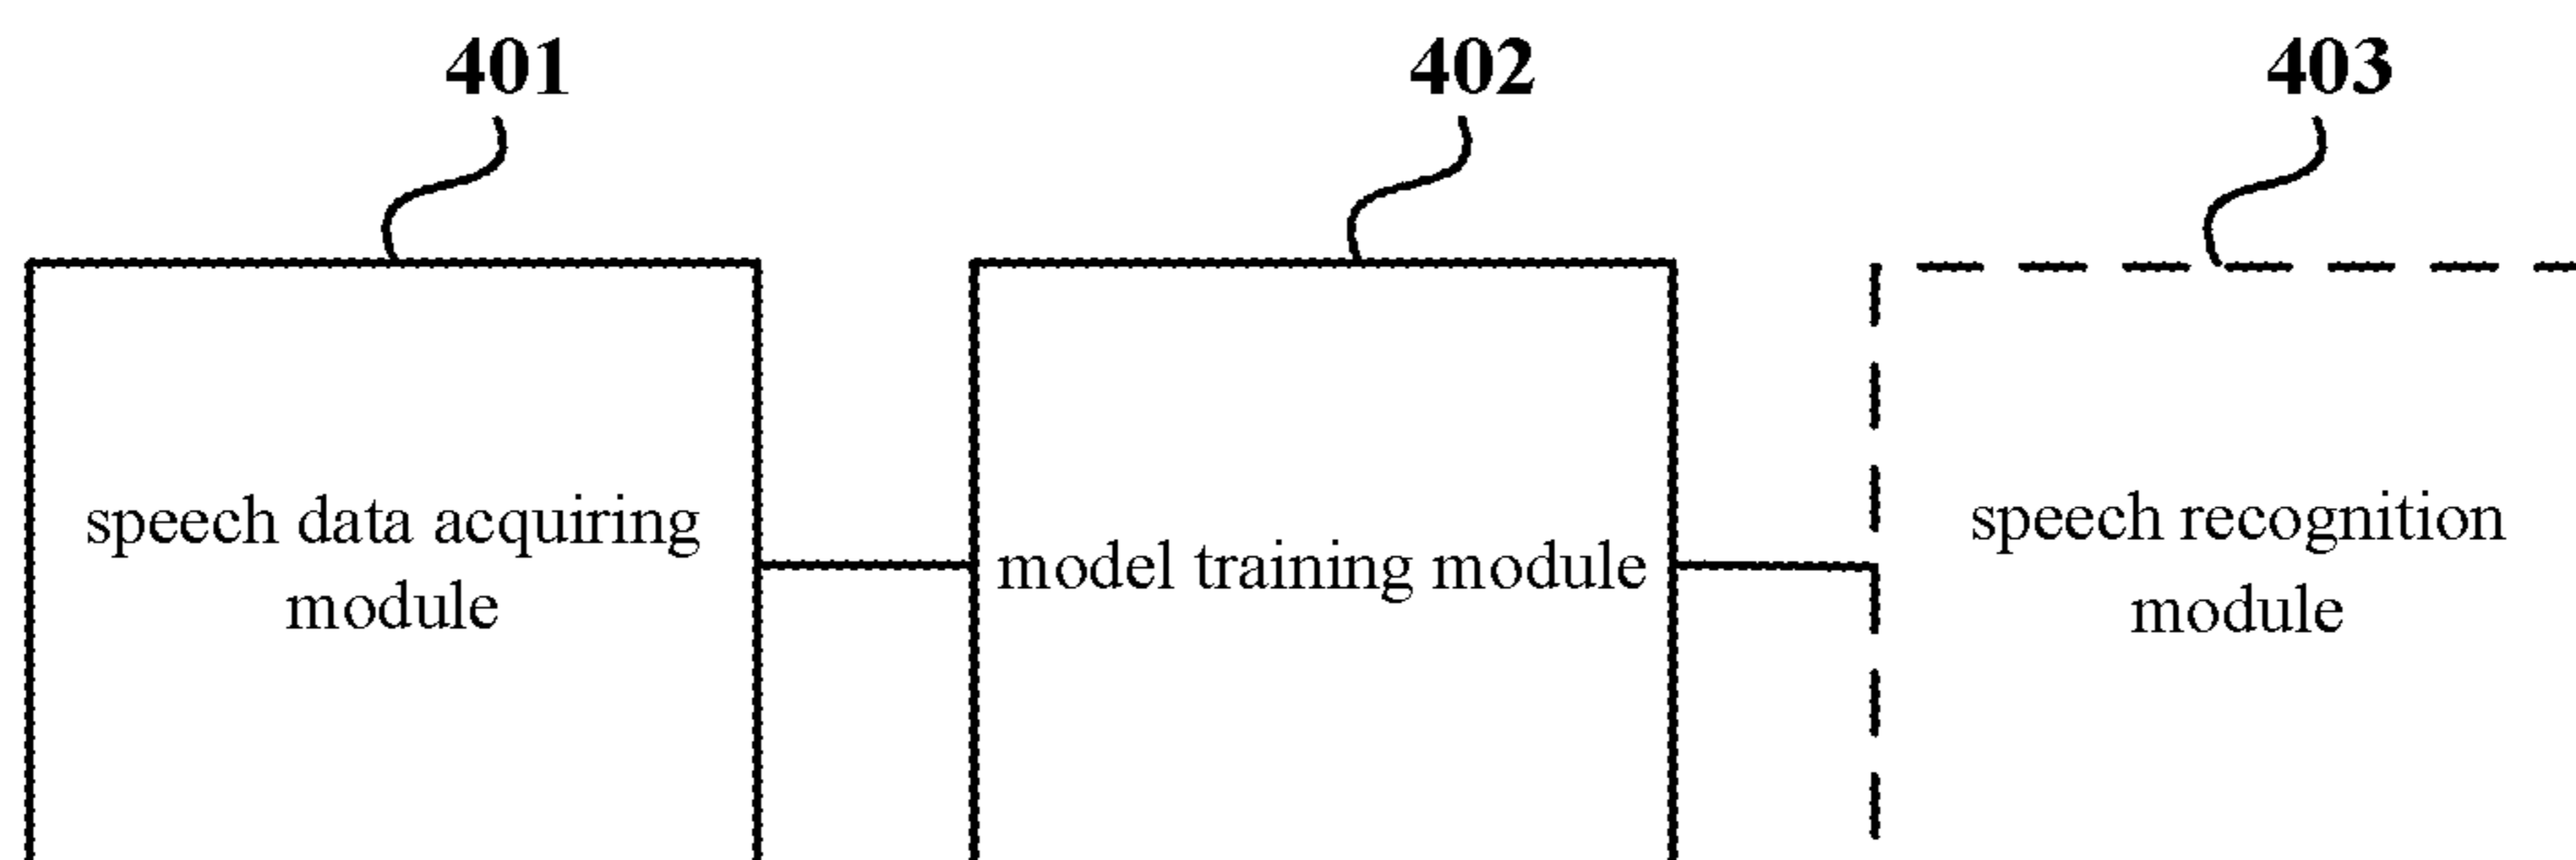 401
402
403
speech data acquiring
module
model training module
speech recognition
module